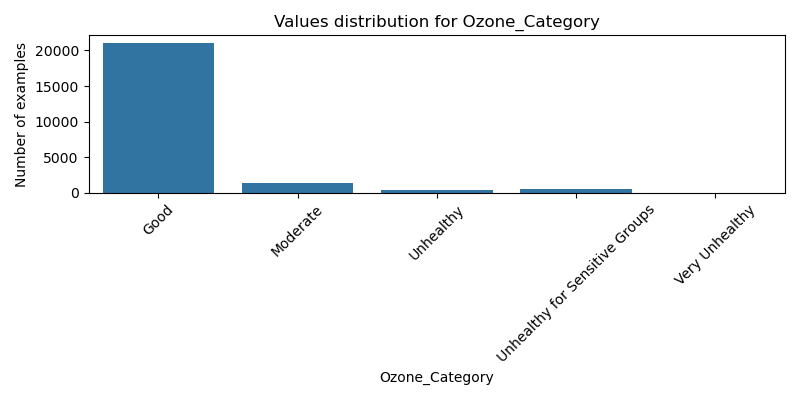 Values distribution for Ozone_Category
Number of examples
20000
15000
10000
5000
0
Good
Moderate
Unhealthy
Unhealthy for Sensitive Groups
Very Unhealthy
Ozone_Category